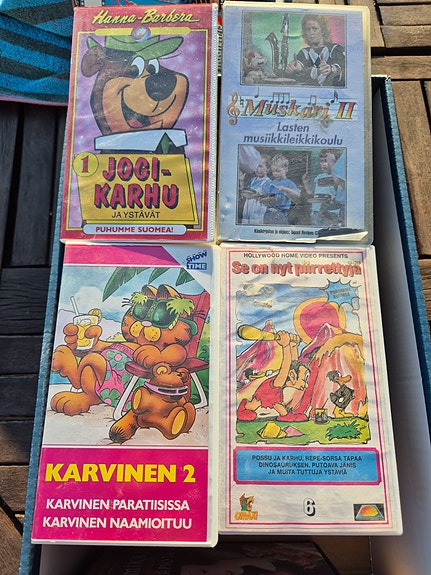 Hanna-Barbera
1
JOGI-
KARHU
JA YSTÄVÄT
PUHUMME SUOMEA!
Muskari II
Lasten
musiikkileikkikoulu
SHOW
TIME
KARVINEN 2
KARVINEN PARATIISISSA
KARVINEN NAAMIOITUU
HOLLYWOOD HOME VIDEO PRESENTS
Se on nyt piirrettyjä
POSSU JA KARHU, REPE-SORSA TAPAA
DINOSAURUKSEN, PUTOAVA JÄNIS
JA MUITA TUTTUJA YSTÄVIÄ
6